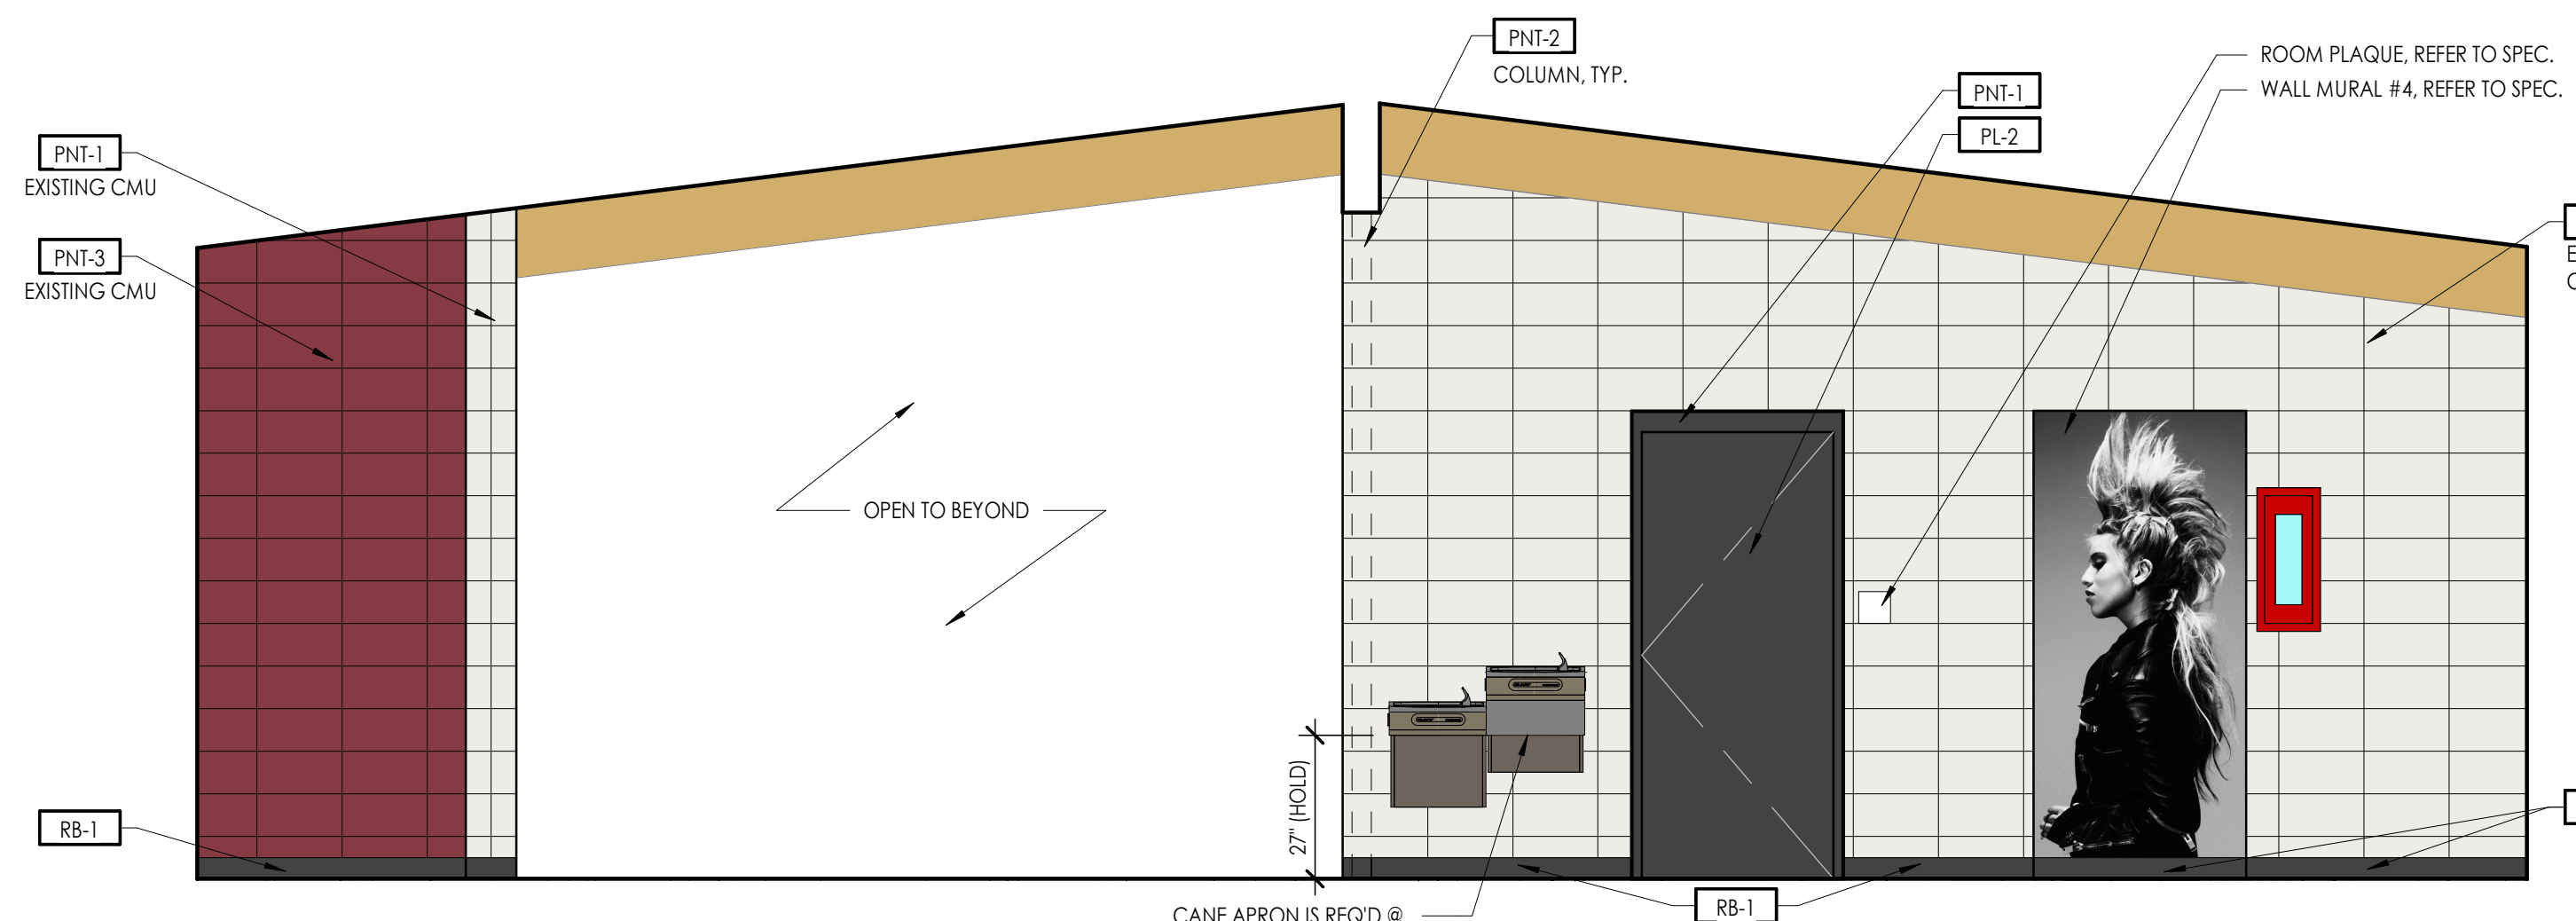 PNT-2
COLUMN, TYP.
ROOM PLAQUE, REFER TO SPEC.
WALL MURAL #4, REFER TO SPEC.
PNT-1
PL-2
PNT-1
EXISTING CMU
PNT-3
EXISTING CMU
OPEN TO BEYOND
27" (HOLD)
RB-1
RB-1
CANE APRON IS REQ'D @